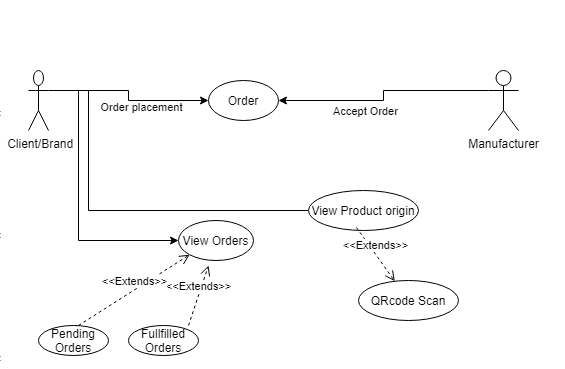 Order
Order placement
Accept Order
Client/Brand
Manufacturer
View Product origin
View Orders
<<Extends>>
<<Extends>>
<<Extends>>
QRcode Scan
Pending
Orders
Fullfilled
Orders